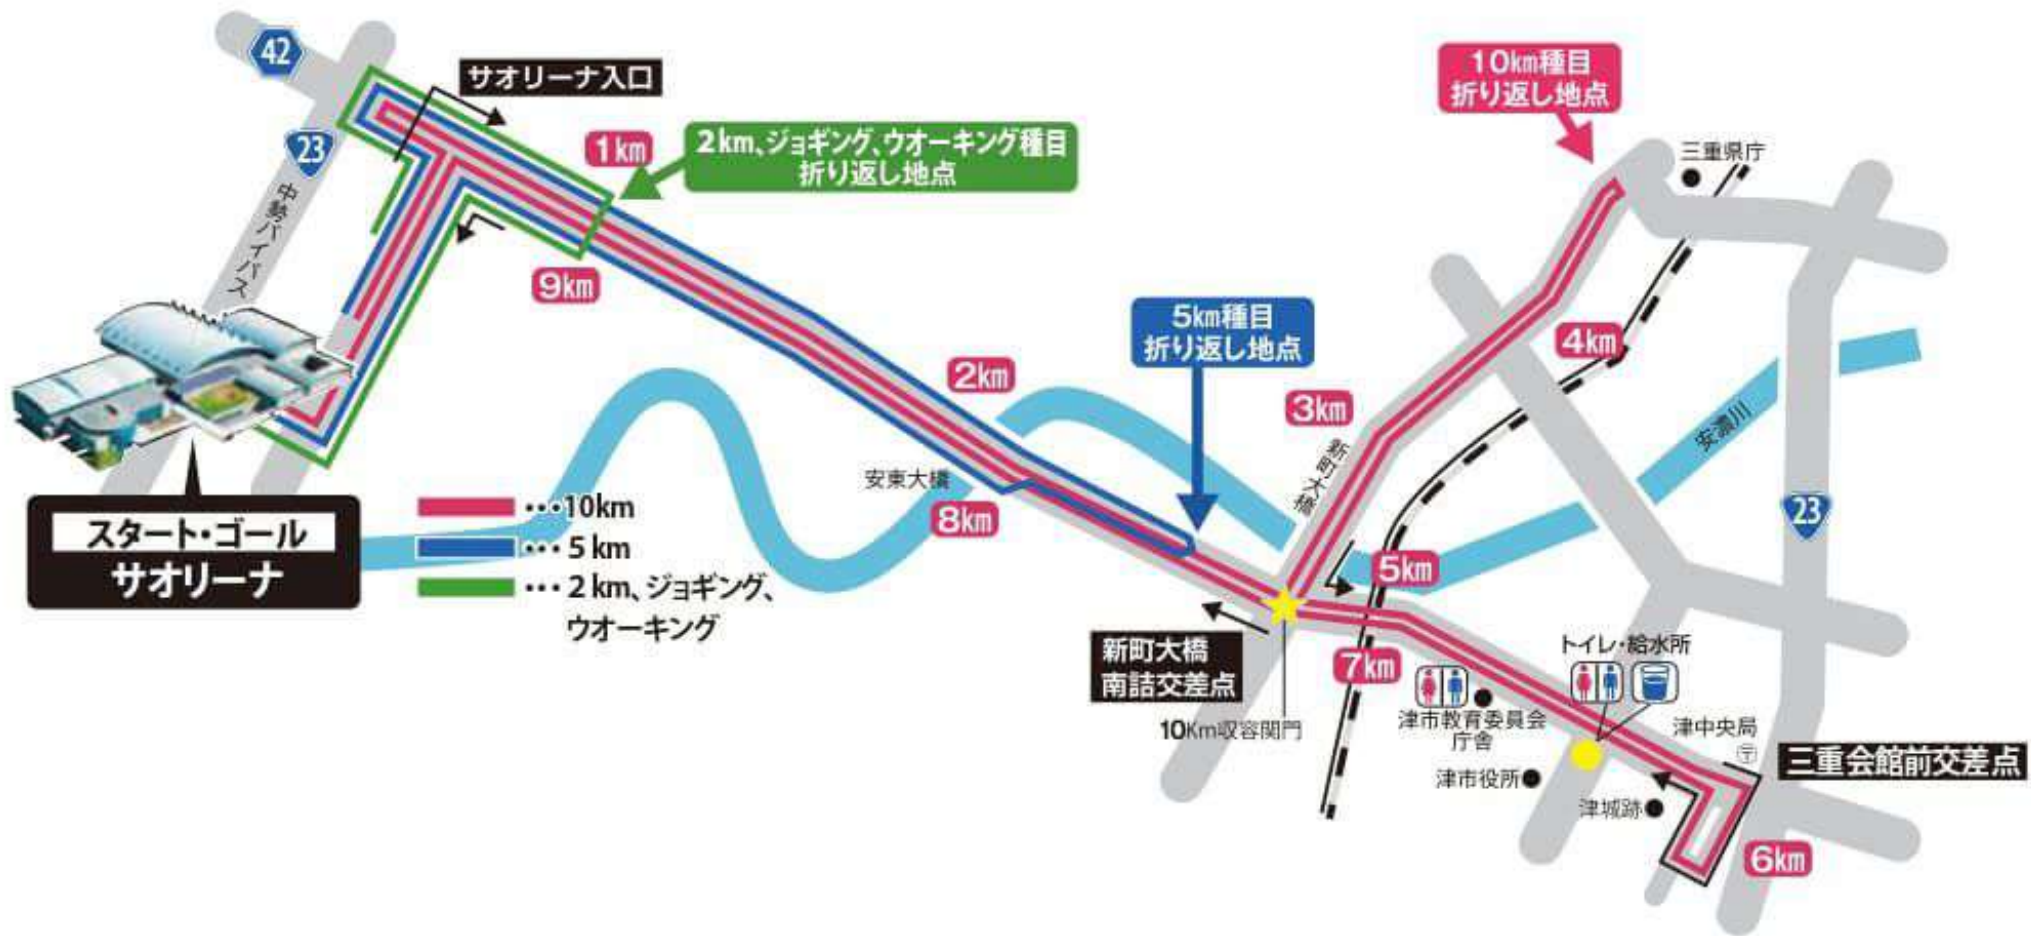 42
サオリーナ入口
10km種目
折り返し地点
23
1km
2km、ジョギング、ウオーキング種目
折り返し地点
三重県庁
中勢バイパス
9km
5km種目
折り返し地点
4km
2km
3km
安濃川
新町大橋
安東大橋
8km
23
スタート・ゴール
サオリーナ
…10km
…5km
…2km、ジョギング、
ウオーキング
5km
新町大橋
南詰交差点
10Km収容関門
7km
トイレ・給水所
津市教育委員会
庁舎
津中央局
〒
三重会館前交差点
津市役所
津城跡
6km